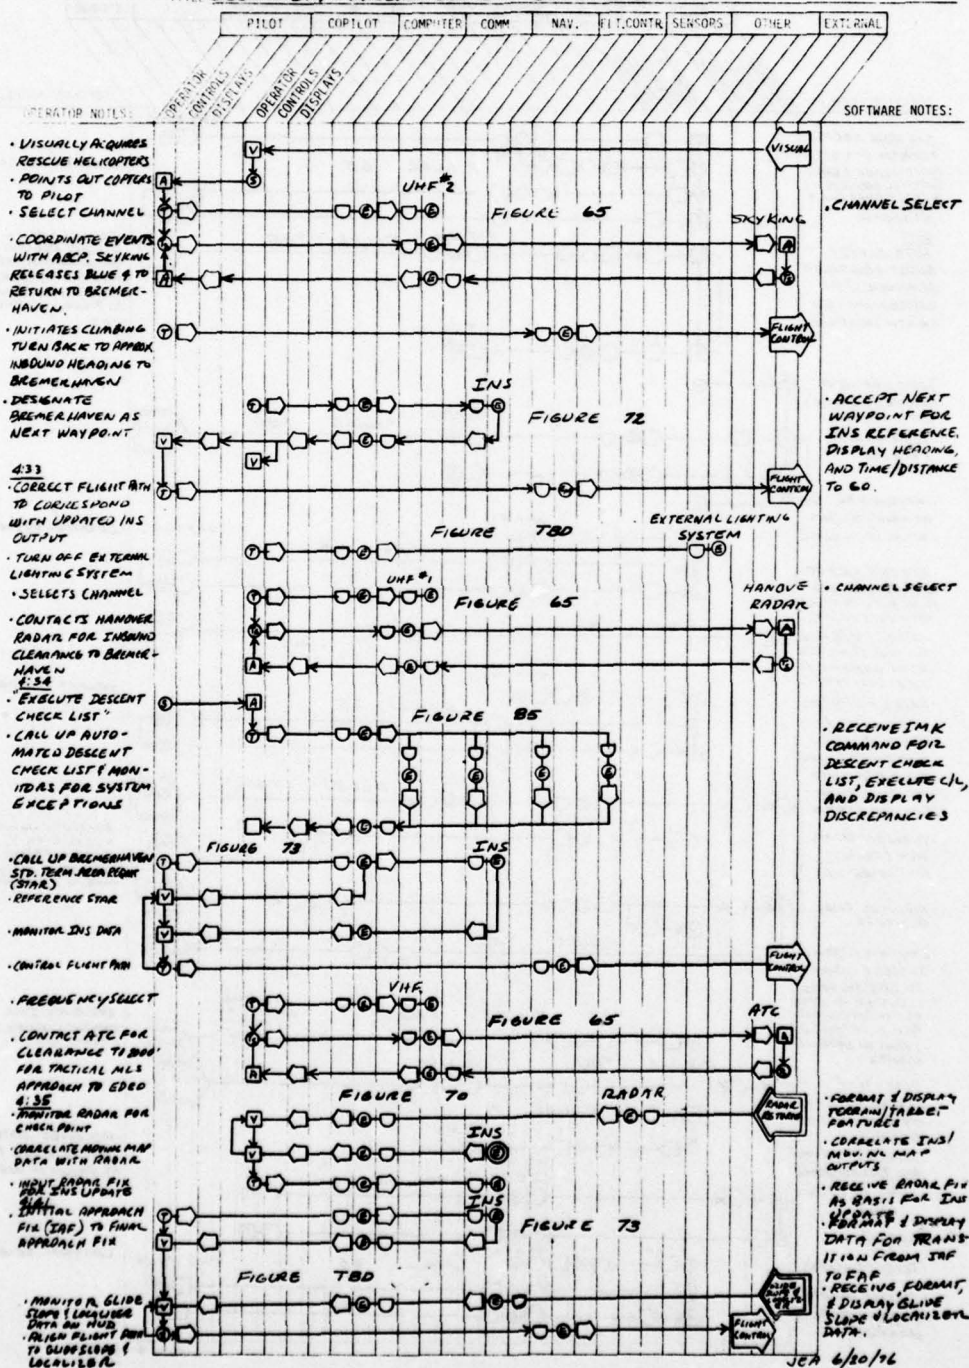 PILOT COPILOT COMPUTER COMM NAV. FLT.CONTR SENSORS OTHER EXTERNAL
OPERATOR
CONTROLS
DISPLAYS
OPERATOR
CONTROLS
DISPLAYS
OPERATOR NOTES:
SOFTWARE NOTES:
• VISUALLY ACQUIRES
RESCUE HELICOPTERS
VISUAL
• POINTS OUT COPTERS
TO PILOT
• SELECT CHANNEL
UHF #2
FIGURE 65
• CHANNEL SELECT
SKYKING
• COORDINATE EVENTS
WITH ABCP. SKYKING
RELEASES BLUE 4 TO
RETURN TO BREMER-
HAVEN.
• INITIATES CLIMBING
TURN BACK TO APPROX
INBOUND HEADING TO
BREMERHAVEN
FLIGHT
CONTROL
• DESIGNATE
BREMERHAVEN AS
NEXT WAYPOINT
INS
FIGURE 72
• ACCEPT NEXT
WAYPOINT FOR
INS REFERENCE.
DISPLAY HEADING,
AND TIME/DISTANCE
TO GO.
4:33
• CORRECT FLIGHT PATH
TO CORRESPOND
WITH UPDATED INS
OUTPUT
FLIGHT
CONTROL
• TURN OFF EXTERNAL
LIGHTING SYSTEM
FIGURE TBD
EXTERNAL LIGHTING
SYSTEM
• SELECTS CHANNEL
UHF #1
FIGURE 65
HANOVE
RADAR
• CHANNEL SELECT
• CONTACTS HANOVER
RADAR FOR INBOUND
CLEARANCE TO BREMER-
HAVEN
4:34
• "EXECUTE DESCENT
CHECK LIST"
• CALL UP AUTO-
MATED DESCENT
CHECK LIST & MON-
ITORS FOR SYSTEM
EXCEPTIONS
FIGURE 85
• RECEIVE IMK
COMMAND FOR
DESCENT CHECK
LIST, EXECUTE C/L,
AND DISPLAY
DISCREPANCIES
FIGURE 73
INS
• CALL UP BREMERHAVEN
STD. TERM. AREA
(STAR)
• REFERENCE STAR
• MONITOR INS DATA
• CONTROL FLIGHT PATH
FLIGHT
CONTROL
• FREQUENCY SELECT
VHF
FIGURE 65
ATC
• CONTACT ATC FOR
CLEARANCE TO
FOR TACTICAL MLS
APPROACH TO
4:35
• MONITOR RADAR FOR
CHECK POINT
FIGURE 70
RADAR
RADAR
RETURNS
• FORMAT & DISPLAY
TERRAIN/TARGET
FEATURES
• CORRELATE MOVING MAP
DATA WITH RADAR
INS
• CORRELATE INS/
MOVING MAP
OUTPUTS
• INPUT RADAR FIX
FOR INS UPDATE
• RECEIVE RADAR FIX
AS BASIS FOR INS
UPDATE
• INITIAL APPROACH
FIX (IAF) TO FINAL
APPROACH FIX
INS
FIGURE 73
• FORMAT & DISPLAY
DATA FOR TRANS-
ITION FROM IAF
TO FAF
FIGURE TBD
• MONITOR GLIDE
SLOPE & LOCALIZER
DATA ON HUD
• RECEIVE, FORMAT,
& DISPLAY GLIDE
SLOPE & LOCALIZER
DATA.
• ALIGN FLIGHT PATH
TO GLIDESLOPE &
LOCALIZER
FLIGHT
CONTROL
JEA 6/20/76